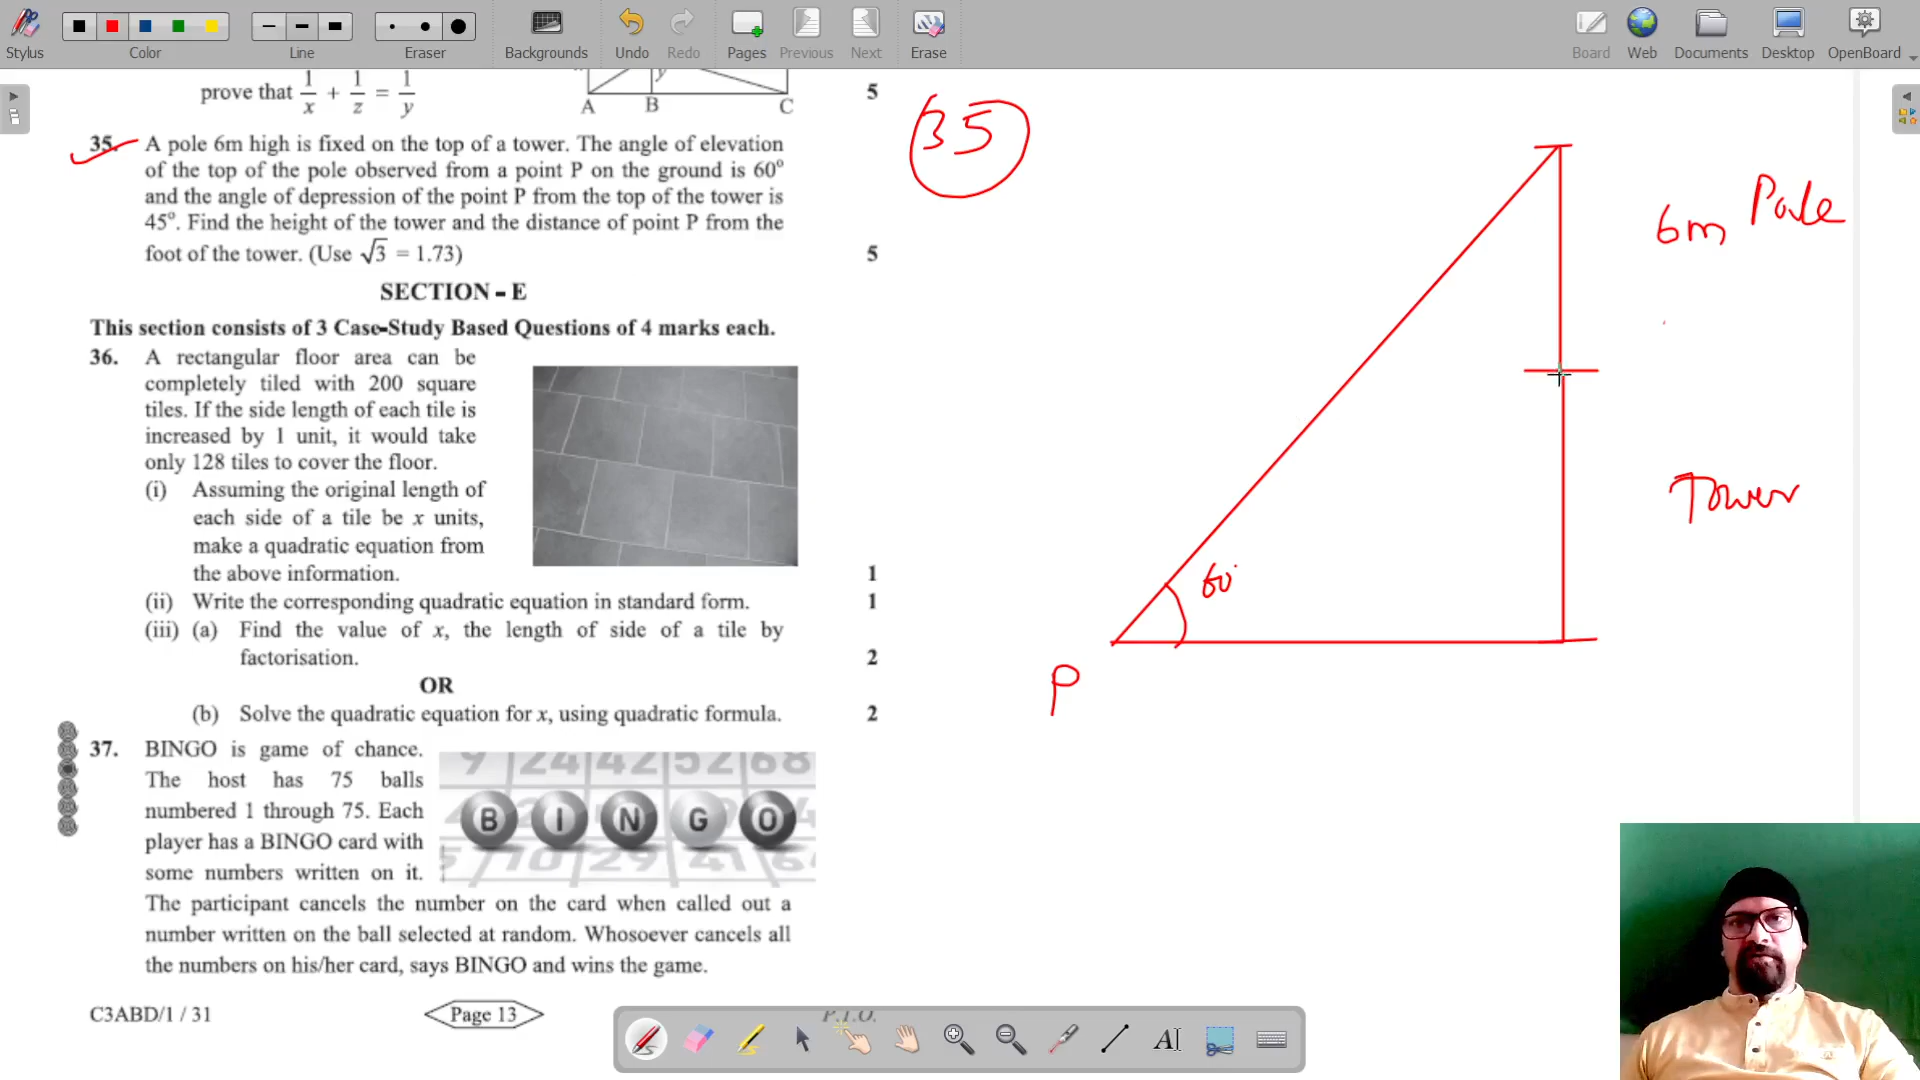 Stylus
Color
Line
Eraser
Backgrounds
Undo
Redo
Pages
Previous
Next
Erase
Board
Web
Documents
Desktop
OpenBoard
prove that 1/x + 1/z = 1/y
y
A B C
5
35. A pole 6m high is fixed on the top of a tower. The angle of elevation
of the top of the pole observed from a point P on the ground is 60°
and the angle of depression of the point P from the top of the tower is
45°. Find the height of the tower and the distance of point P from the
foot of the tower. (Use √3 = 1.73)
5
SECTION – E
This section consists of 3 Case-Study Based Questions of 4 marks each.
36. A rectangular floor area can be
completely tiled with 200 square
tiles. If the side length of each tile is
increased by 1 unit, it would take
only 128 tiles to cover the floor.
(i) Assuming the original length of
each side of a tile be x units,
make a quadratic equation from
the above information.
1
(ii) Write the corresponding quadratic equation in standard form.
1
(iii) (a) Find the value of x, the length of side of a tile by
factorisation.
2
OR
(b) Solve the quadratic equation for x, using quadratic formula.
2
37. BINGO is game of chance.
The host has 75 balls
numbered 1 through 75. Each
player has a BINGO card with
some numbers written on it.
The participant cancels the number on the card when called out a
number written on the ball selected at random. Whosoever cancels all
the numbers on his/her card, says BINGO and wins the game.
9 24 42 52 68
B I N G O
10 29 41
C3ABD/1 / 31
Page 13
P.T.O.
35
6m Pole
Tower
60°
P